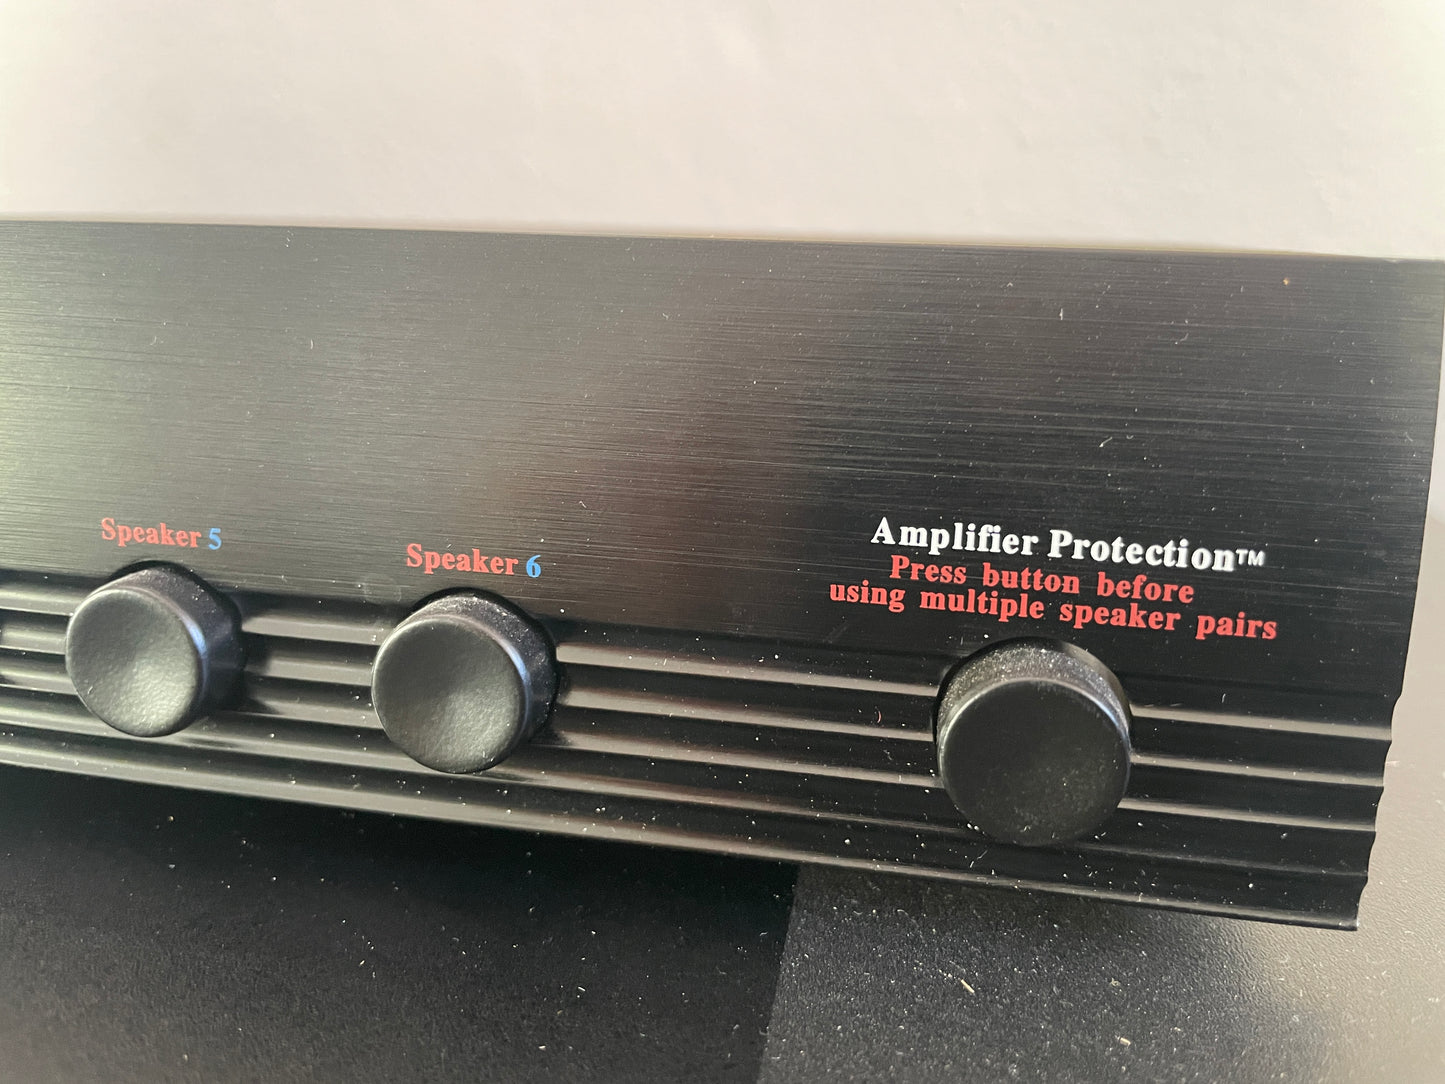 Speaker 5
Speaker 6
Amplifier Protection™
Press button before
using multiple speaker pairs